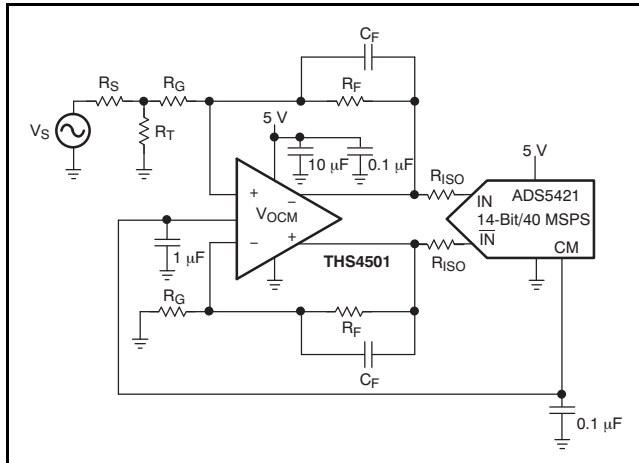 C_F
R_S
R_G
R_F
V_S
R_T
5 V
10 µF
0.1 µF
5 V
+
−
R_ISO
IN
ADS5421
V_OCM
14-Bit/40 MSPS
IN̅
−
+
CM
1 µF
THS4501
R_ISO
R_G
R_F
C_F
0.1 µF